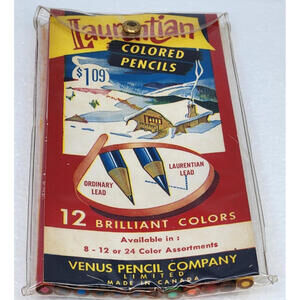 Laurentian
COLORED
PENCILS
$1.09
ORDINARY
LEAD
LAURENTIAN
LEAD
12 BRILLIANT COLORS
Available in :
8 - 12 or 24 Color Assortments
VENUS PENCIL COMPANY
LIMITED
MADE IN CANADA